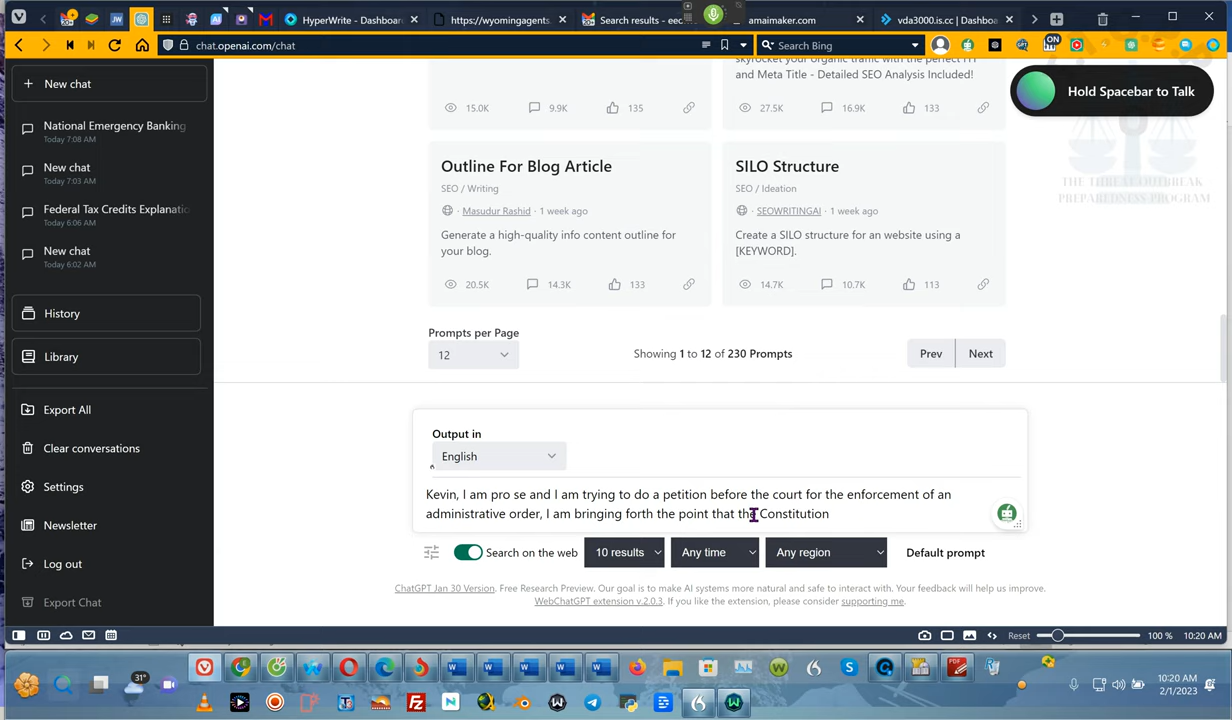 HyperWrite - Dashboar
https://wyomingagents.
Search results - eec
amaimaker.com
vda3000.is.cc | Dashboa
chat.openai.com/chat
Search Bing
ON
New chat
National Emergency Banking
Today 7:08 AM
New chat
Today 7:03 AM
Federal Tax Credits Explanatio
Today 6:06 AM
New chat
Today 6:02 AM
History
Library
Export All
Clear conversations
Settings
Newsletter
Log out
Export Chat
skyrocket your organic traffic with the perfect H1
and Meta Title - Detailed SEO Analysis Included!
15.0K 9.9K 135
27.5K 16.9K 133
Hold Spacebar to Talk
THE THREAT OUTBREAK
PREPAREDNESS PROGRAM
Outline For Blog Article
SEO / Writing
· Masudur Rashid · 1 week ago
Generate a high-quality info content outline for
your blog.
20.5K 14.3K 133
SILO Structure
SEO / Ideation
· SEOWRITINGAI · 1 week ago
Create a SILO structure for an website using a
[KEYWORD].
14.7K 10.7K 113
Prompts per Page
12
Showing 1 to 12 of 230 Prompts
Prev Next
Output in
English
Kevin, I am pro se and I am trying to do a petition before the court for the enforcement of an
administrative order, I am bringing forth the point that the Constitution
Search on the web
10 results
Any time
Any region
Default prompt
ChatGPT Jan 30 Version. Free Research Preview. Our goal is to make AI systems more natural and safe to interact with. Your feedback will help us improve.
WebChatGPT extension v.2.0.3. If you like the extension, please consider supporting me.
Reset 100 % 10:20 AM
31°
10:20 AM
2/1/2023